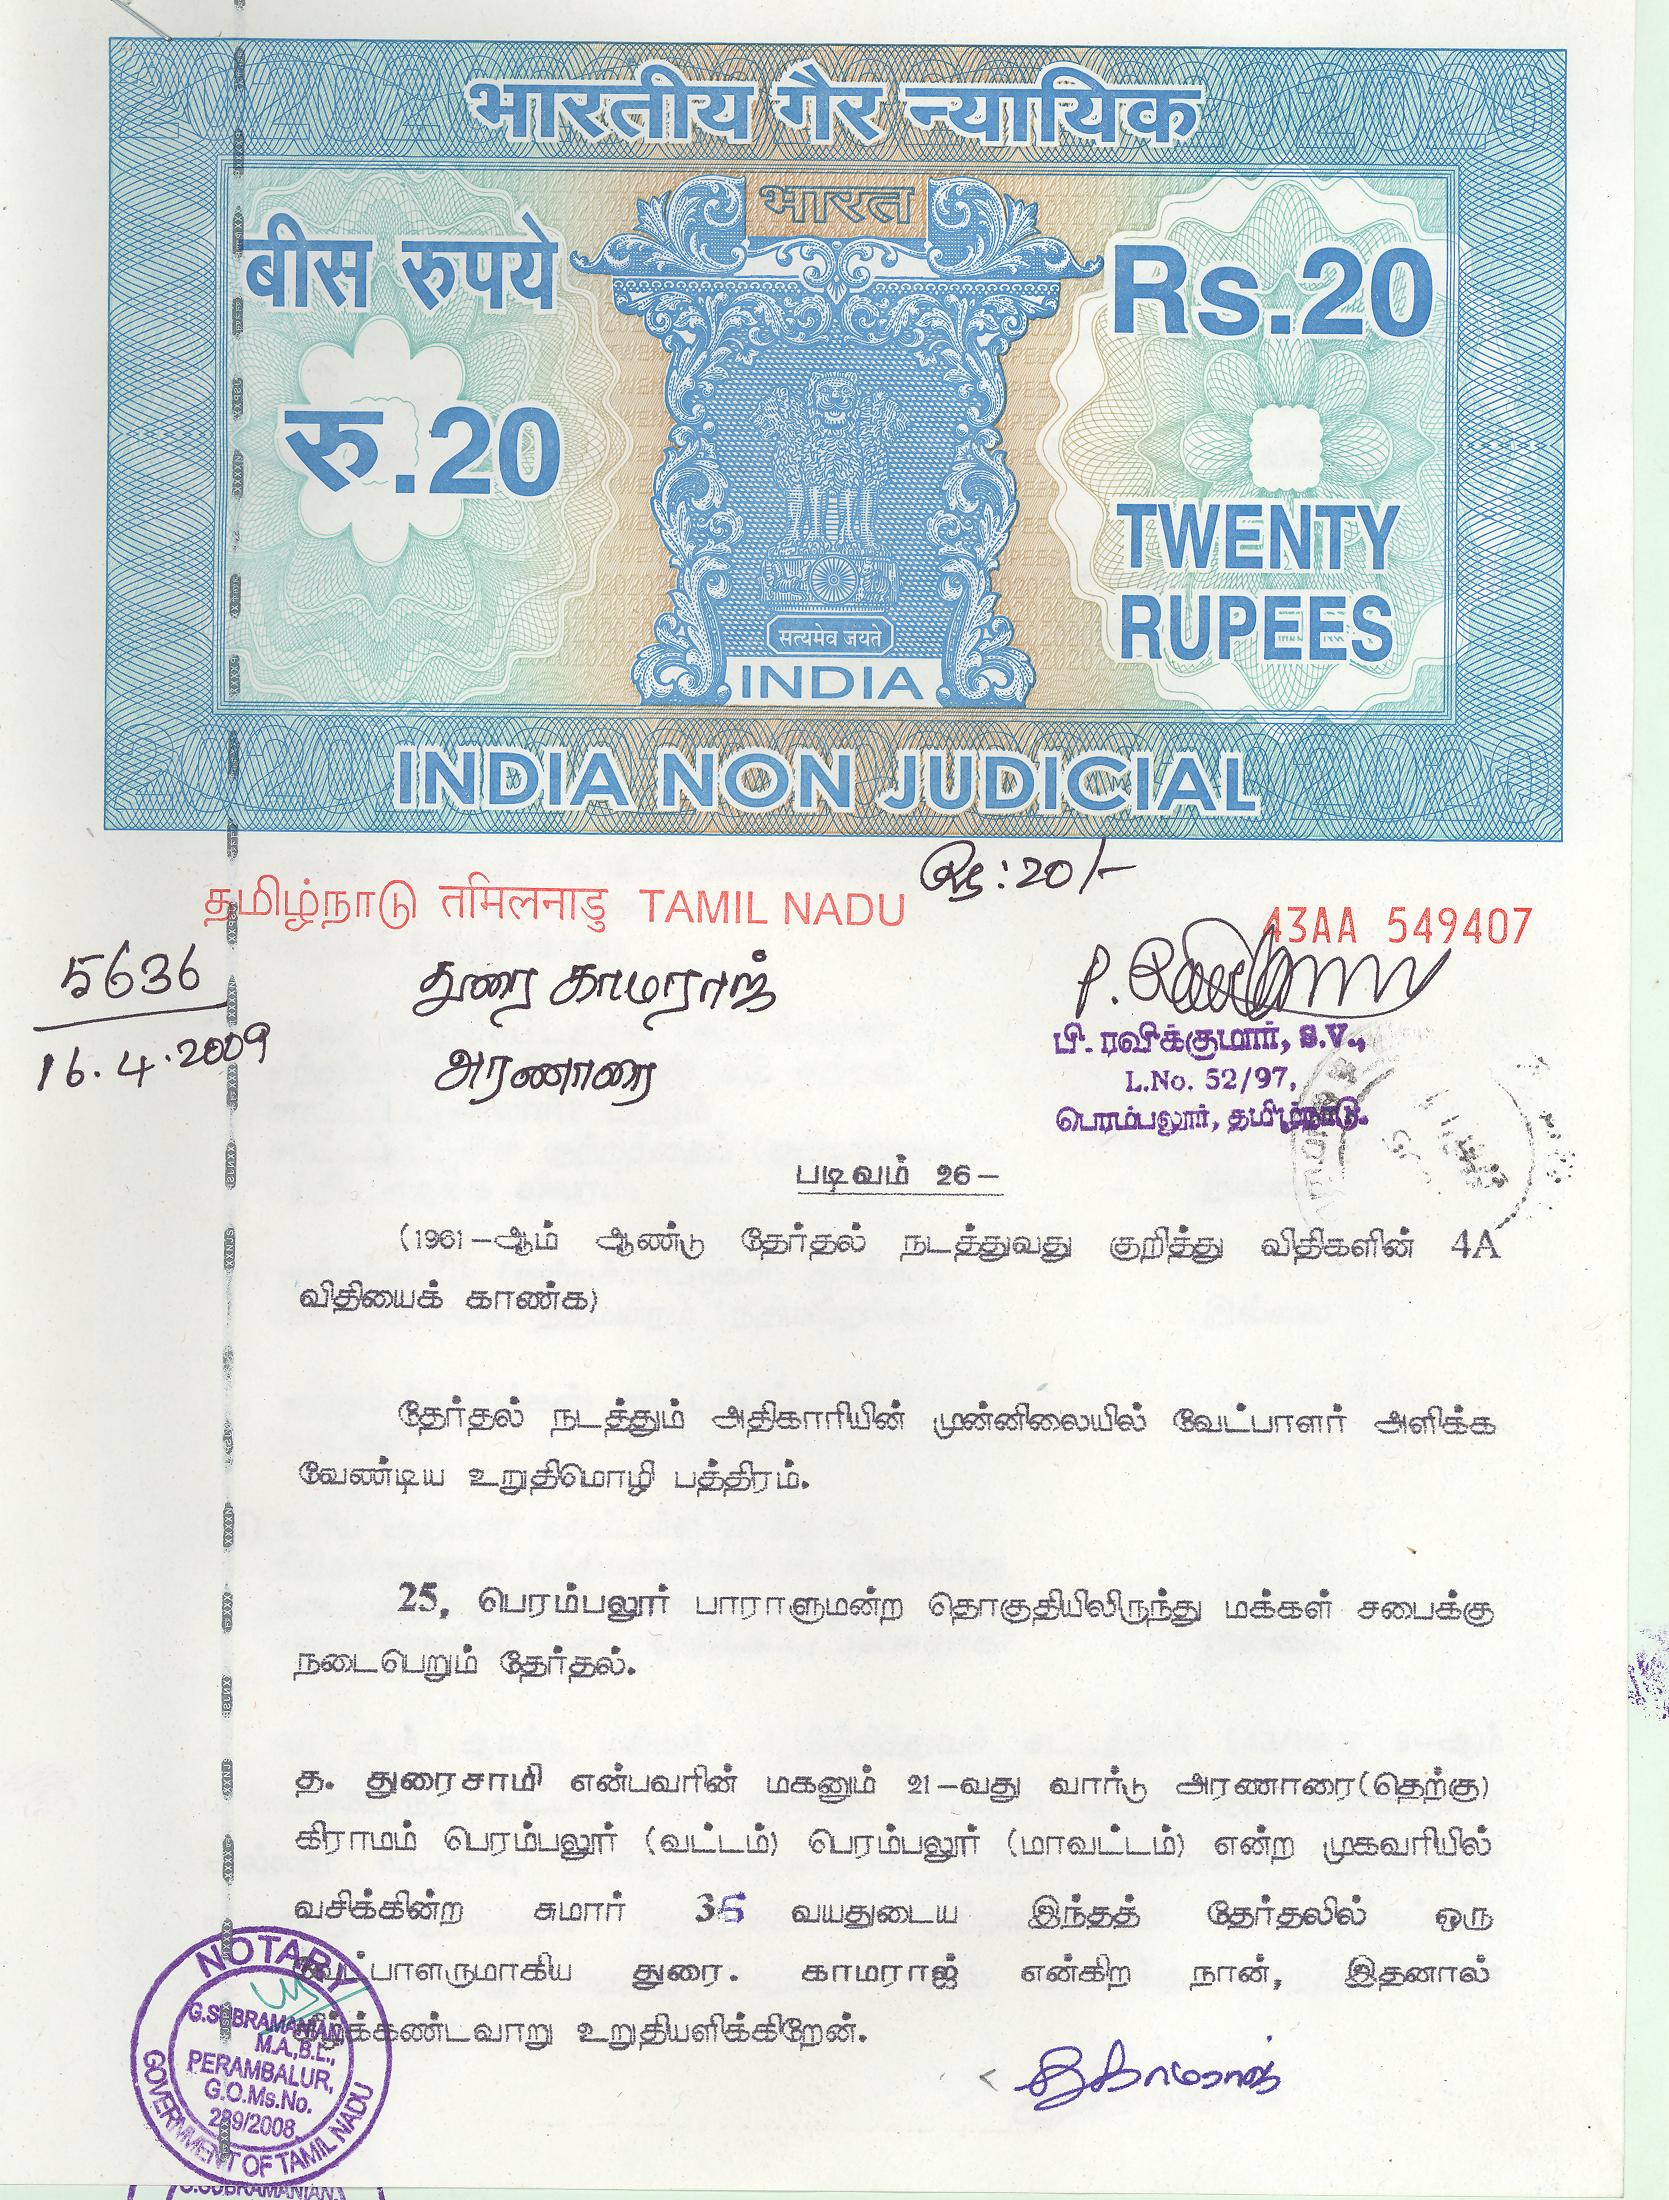 भारतीय गैर न्यायिक
भारत
बीस रुपये
Rs.20
रु.20
TWENTY
RUPEES
सत्यमेव जयते
INDIA
INDIA NON JUDICIAL
Rs:20/-
தமிழ்நாடு तमिलनाडु TAMIL NADU
43AA 549407
5636
துரை காமராஜ்
P.
16.4.2009
அரணாரை
பி. ரவிக்குமார், S.V.,
L.No. 52/97,
பெரம்பலூர், தமிழ்நாடு.
படிவம் 26-
(1961-ஆம் ஆண்டு தேர்தல் நடத்துவது குறித்து விதிகளின் 4A
விதியைக் காண்க)
தேர்தல் நடத்தும் அதிகாரியின் முன்னிலையில் வேட்பாளர் அளிக்க
வேண்டிய உறுதிமொழி பத்திரம்.
25, பெரம்பலூர் பாராளுமன்ற தொகுதியிலிருந்து மக்கள் சபைக்கு
நடைபெறும் தேர்தல்.
த. துரைசாமி என்பவரின் மகனும் 21-வது வார்டு அரணாரை(தெற்கு)
கிராமம் பெரம்பலூர் (வட்டம்) பெரம்பலூர் (மாவட்டம்) என்ற முகவரியில்
வசிக்கின்ற சுமார் 36 வயதுடைய இந்தத் தேர்தலில் ஒரு
வேட்பாளருமாகிய துரை. காமராஜ் என்கிற நான், இதனால்
கீழ்க்கண்டவாறு உறுதியளிக்கிறேன்.
NOTARY
G.SUBRAMANIAN
M.A.,B.L.,
PERAMBALUR,
G.O.Ms.No.
289/2008
GOVERNMENT OF TAMIL NADU
G.SUBRAMANIAN,